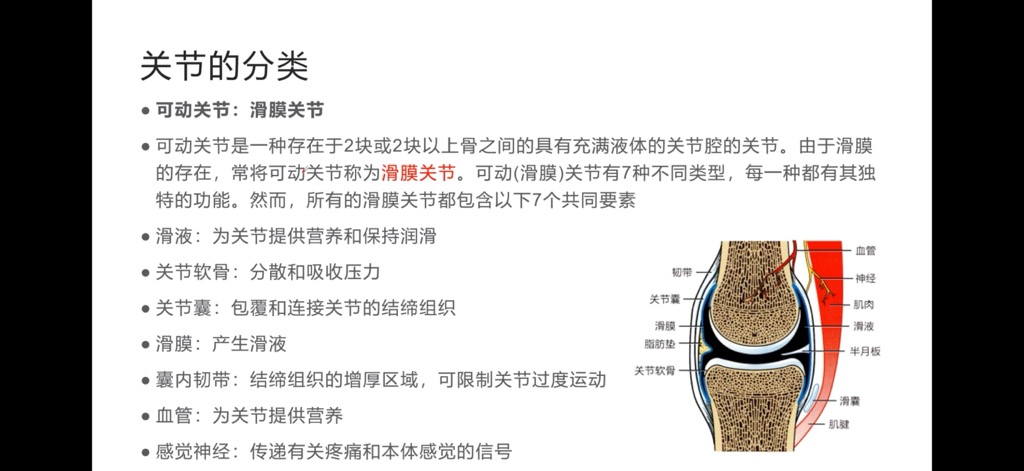 关节的分类
● 可动关节：滑膜关节
● 可动关节是一种存在于2块或2块以上骨之间的具有充满液体的关节腔的关节。由于滑膜
的存在，常将可动关节称为滑膜关节。可动(滑膜)关节有7种不同类型，每一种都有其独
特的功能。然而，所有的滑膜关节都包含以下7个共同要素
● 滑液：为关节提供营养和保持润滑
● 关节软骨：分散和吸收压力
● 关节囊：包覆和连接关节的结缔组织
● 滑膜：产生滑液
● 囊内韧带：结缔组织的增厚区域，可限制关节过度运动
● 血管：为关节提供营养
● 感觉神经：传递有关疼痛和本体感觉的信号
韧带
关节囊
滑膜
脂肪垫
关节软骨
血管
神经
肌肉
滑液
半月板
滑囊
肌腱